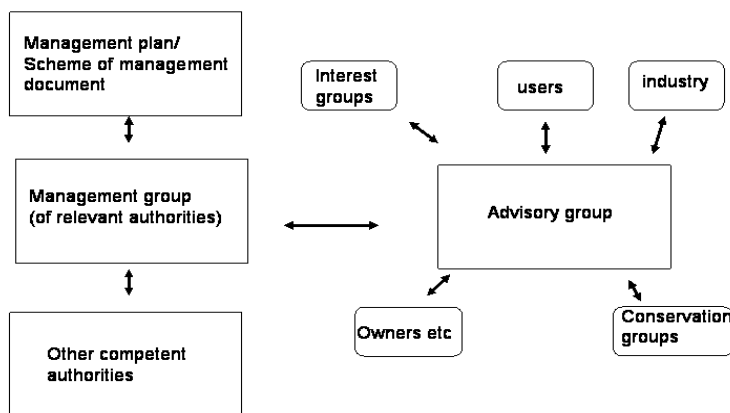 Management plan/
Scheme of management
document
Interest
groups
users
industry
Management group
(of relevant authorities)
Advisory group
Other competent
authorities
Owners etc
Conservation
groups